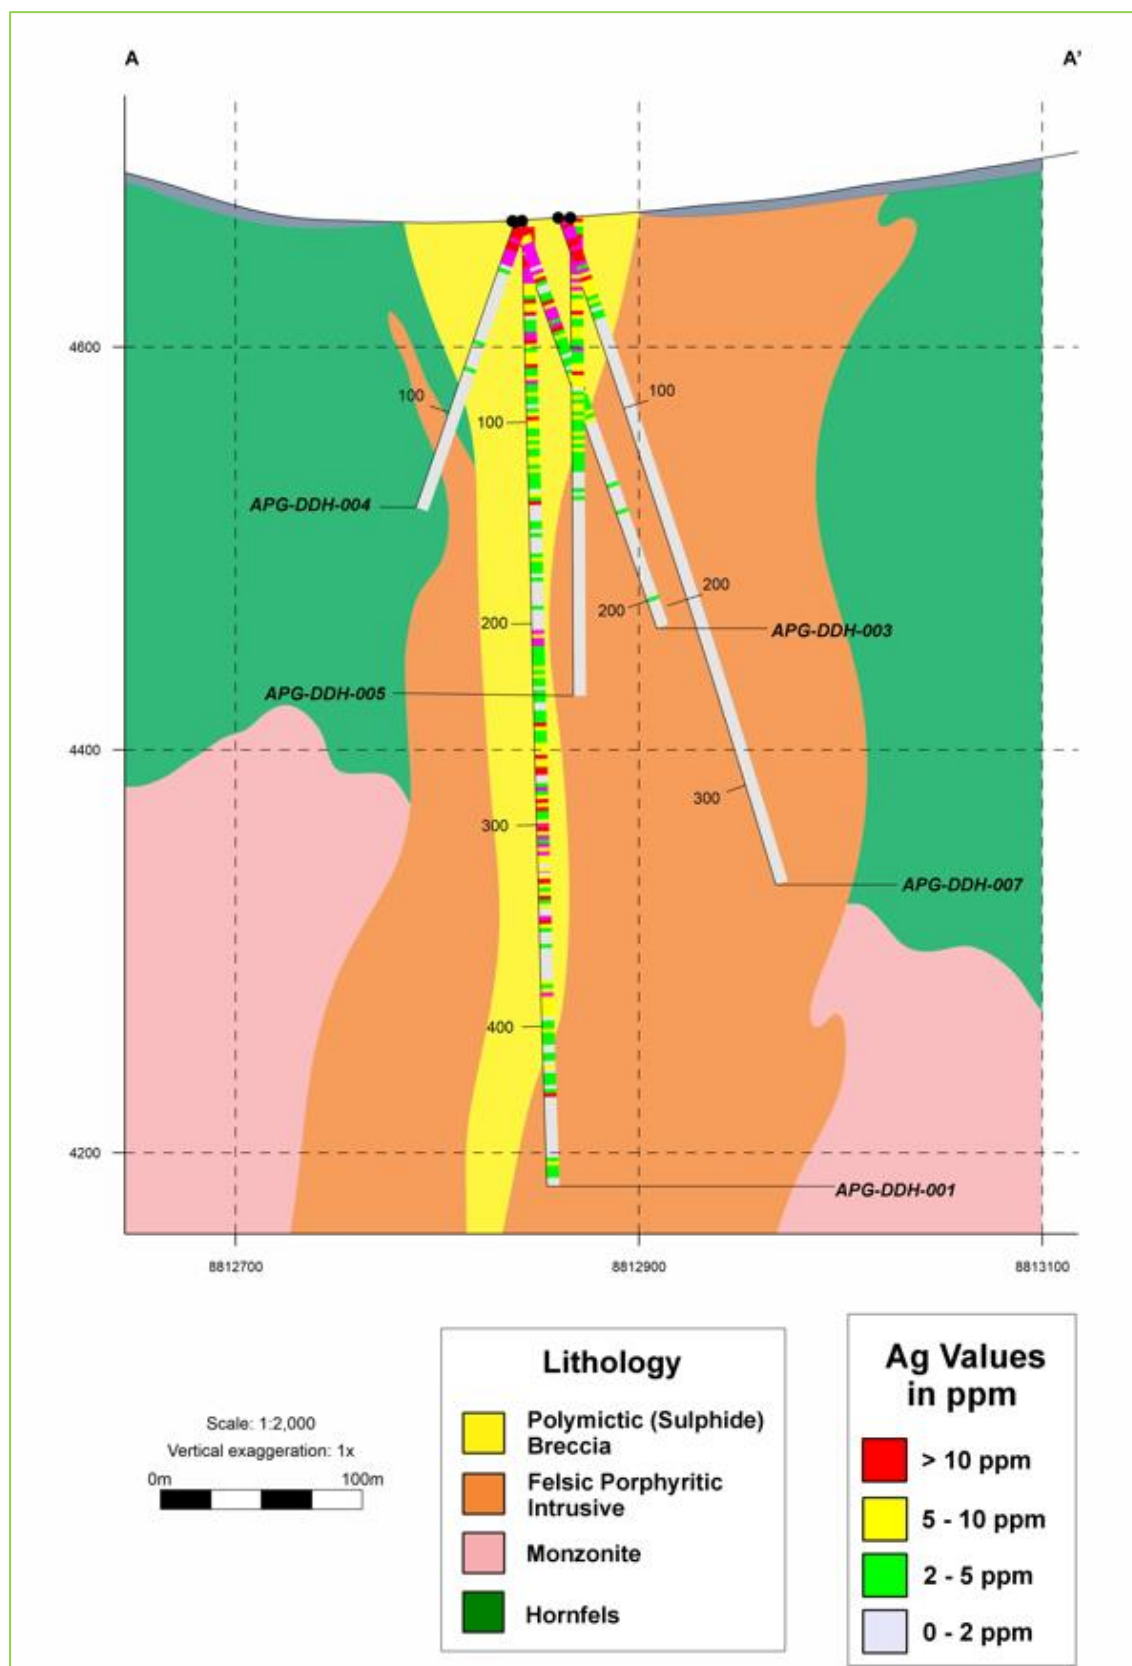 A
A'
4600
100
100
100
APG-DDH-004
200
200
200
APG-DDH-003
APG-DDH-005
4400
300
300
APG-DDH-007
400
4200
APG-DDH-001
8812700
8812900
8813100
Scale: 1:2,000
Vertical exaggeration: 1x
0m
100m
Lithology
Polymictic (Sulphide)
Breccia
Felsic Porphyritic
Intrusive
Monzonite
Hornfels
Ag Values
in ppm
> 10 ppm
5 - 10 ppm
2 - 5 ppm
0 - 2 ppm